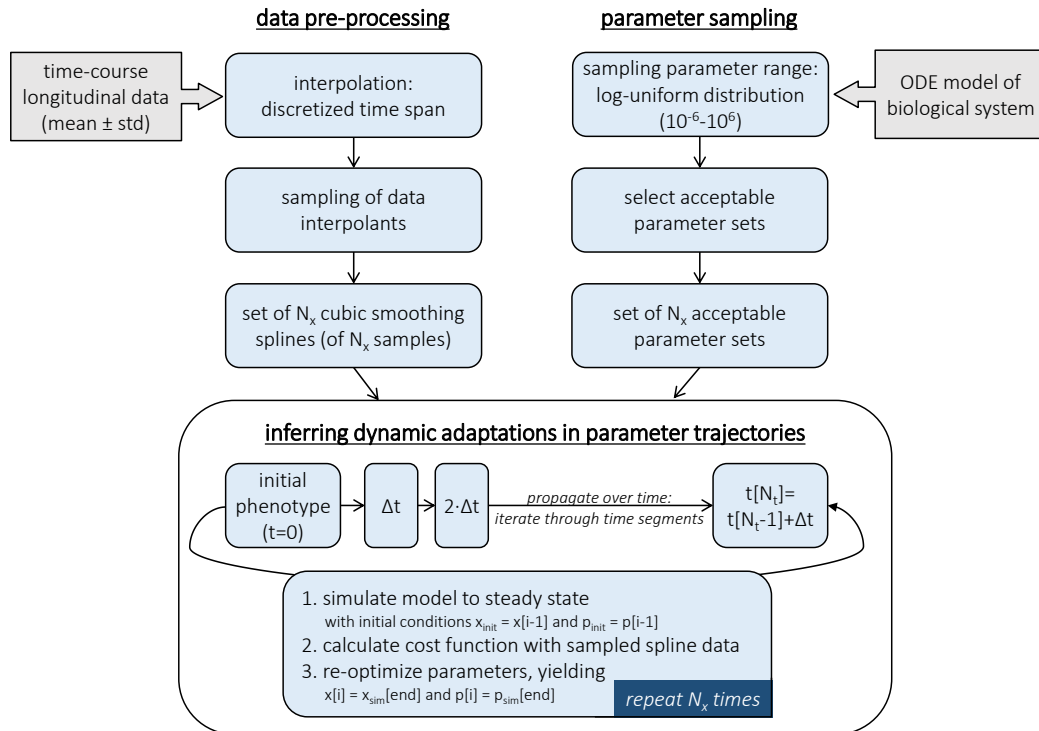 data pre-processing
parameter sampling
time-course
longitudinal data
(mean ± std)
interpolation:
discretized time span
sampling parameter range:
log-uniform distribution
(10⁻⁶-10⁶)
ODE model of
biological system
sampling of data
interpolants
select acceptable
parameter sets
set of Nₓ cubic smoothing
splines (of Nₓ samples)
set of Nₓ acceptable
parameter sets
inferring dynamic adaptations in parameter trajectories
initial
phenotype
(t=0)
Δt
2·Δt
propagate over time:
iterate through time segments
t[Nₜ]=
t[Nₜ-1]+Δt
1. simulate model to steady state
with initial conditions x_init = x[i-1] and p_init = p[i-1]
2. calculate cost function with sampled spline data
3. re-optimize parameters, yielding
x[i] = x_sim[end] and p[i] = p_sim[end]
repeat Nₓ times